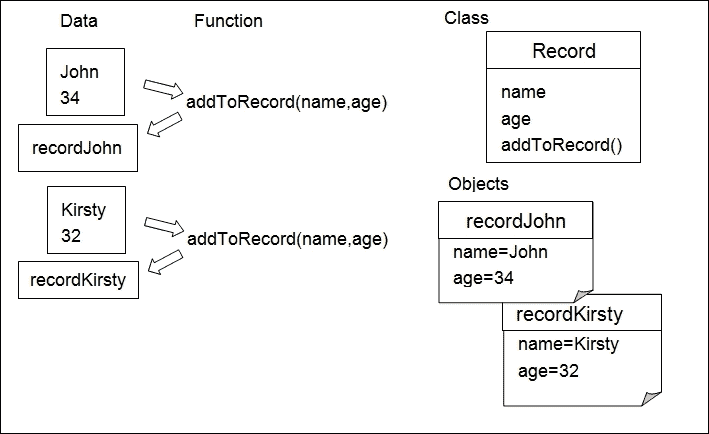 Data
Function
John
34
addToRecord(name,age)
recordJohn
Kirsty
32
addToRecord(name,age)
recordKirsty
Class
Record
name
age
addToRecord()
Objects
recordJohn
name=John
age=34
recordKirsty
name=Kirsty
age=32